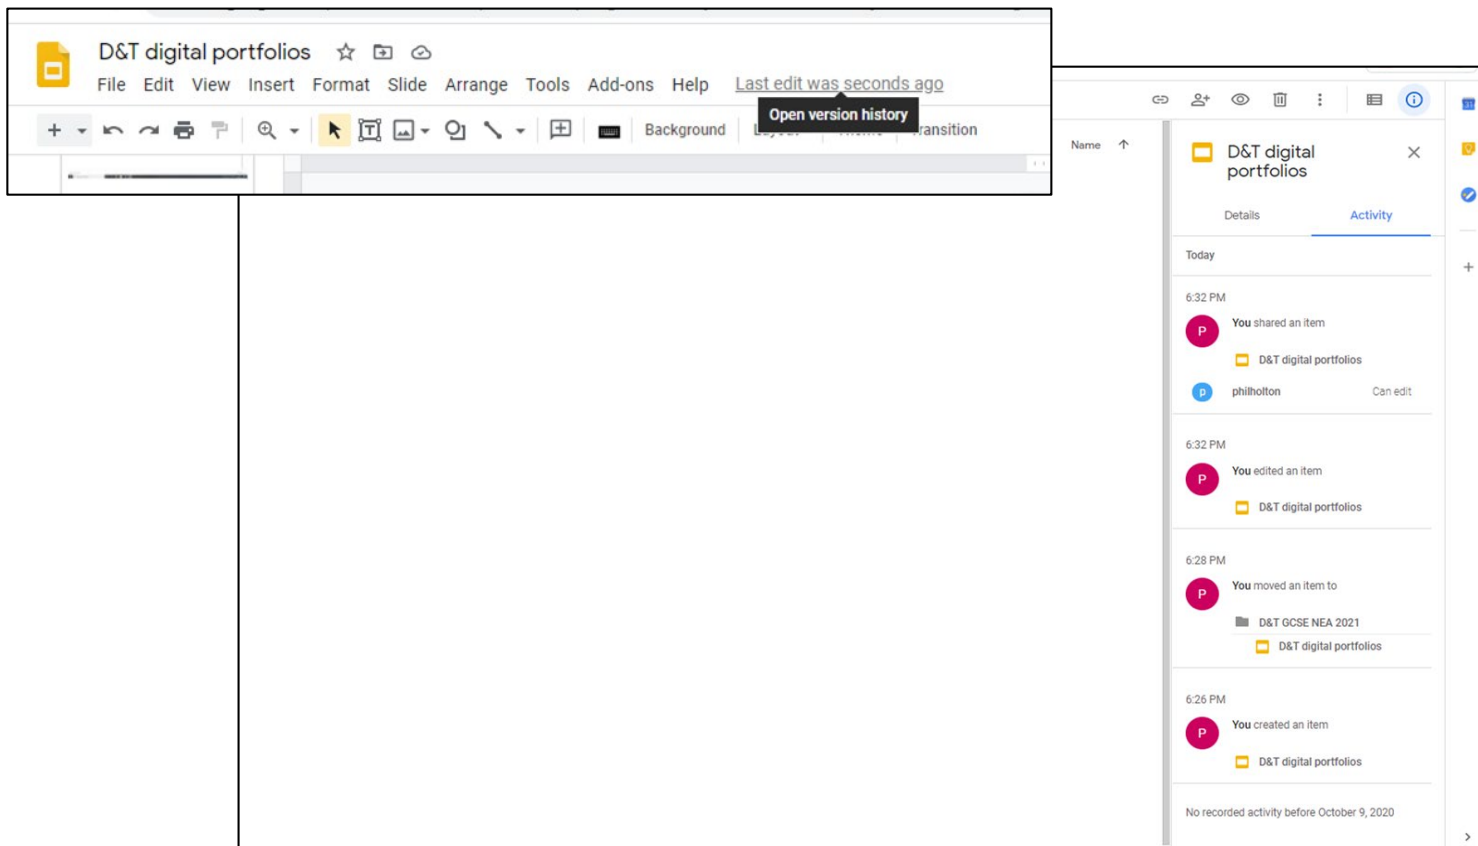 D&T digital portfolios
File Edit View Insert Format Slide Arrange Tools Add-ons Help Last edit was seconds ago
Open version history
Background
Name
D&T digital
portfolios
Details Activity
Today
6:32 PM
You shared an item
D&T digital portfolios
philholton Can edit
6:32 PM
You edited an item
D&T digital portfolios
6:28 PM
You moved an item to
D&T GCSE NEA 2021
D&T digital portfolios
6:26 PM
You created an item
D&T digital portfolios
No recorded activity before October 9, 2020